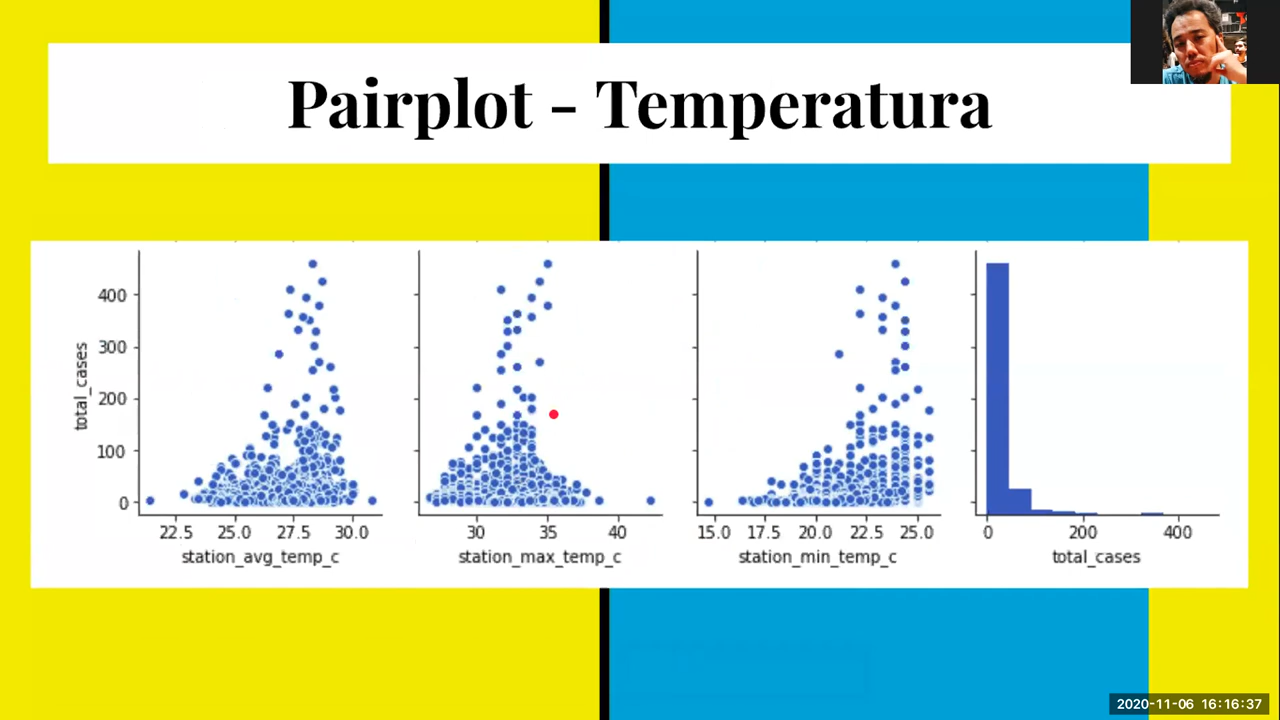 Pairplot - Temperatura
total_cases
400
300
200
100
0
22.5 25.0 27.5 30.0
station_avg_temp_c
30 35 40
station_max_temp_c
15.0 17.5 20.0 22.5 25.0
station_min_temp_c
0 200 400
total_cases
2020-11-06 16:16:37